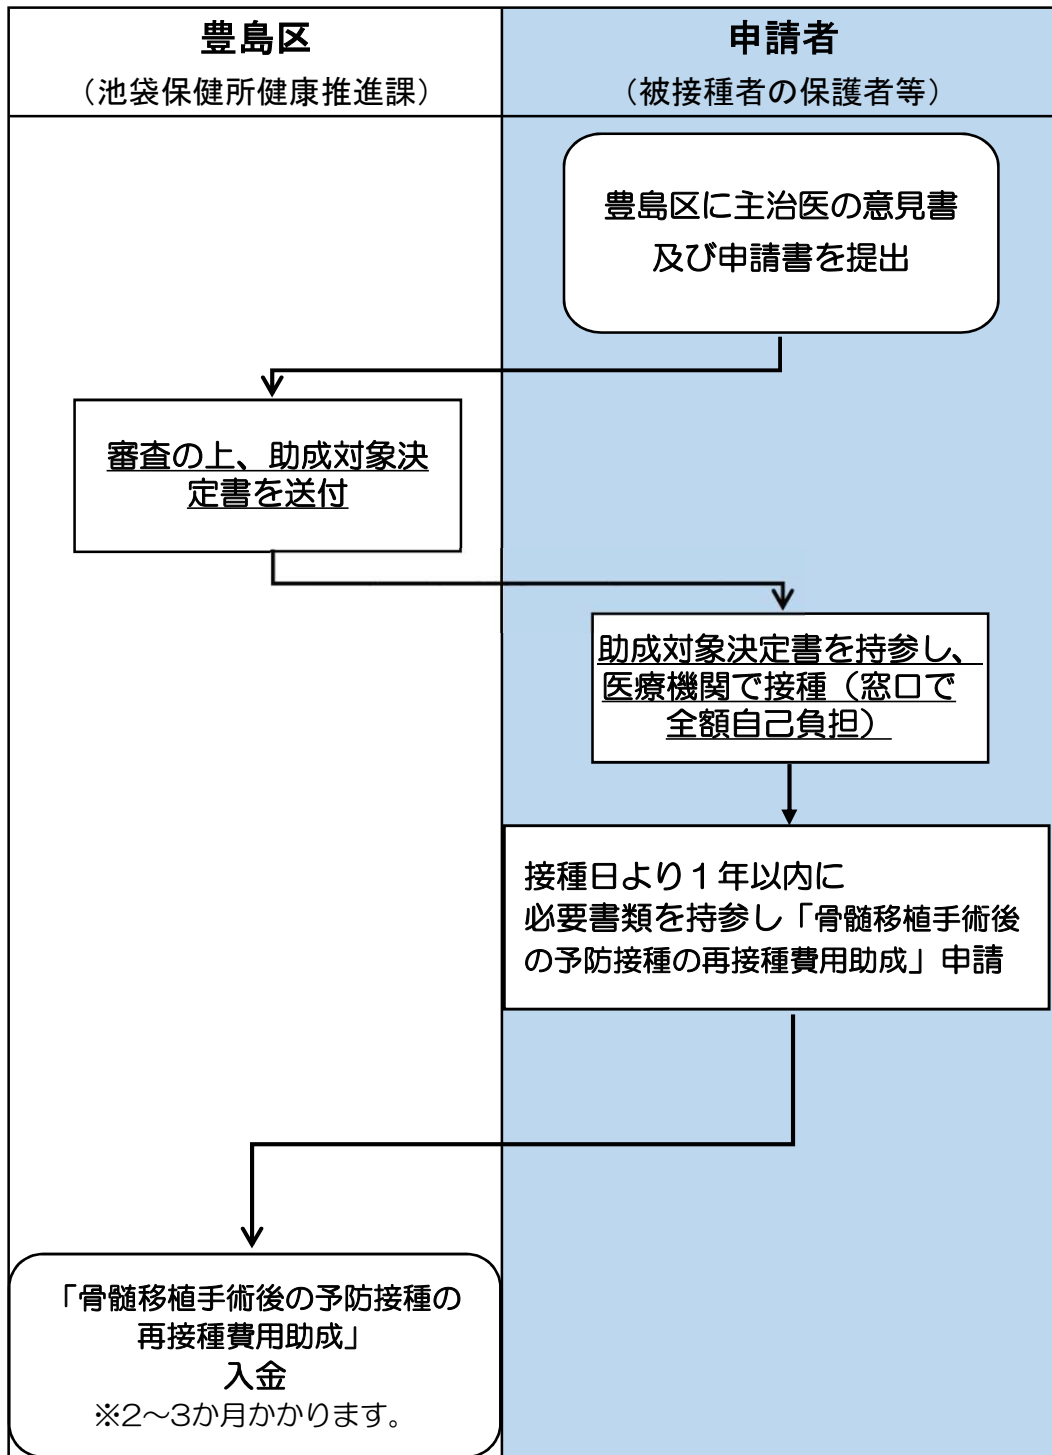 豊島区
(池袋保健所健康推進課)
申請者
(被接種者の保護者等)
豊島区に主治医の意見書
及び申請書を提出
審査の上、助成対象決
定書を送付
助成対象決定書を持参し、
医療機関で接種(窓口で
全額自己負担)
接種日より1年以内に
必要書類を持参し「骨髄移植手術後
の予防接種の再接種費用助成」申請
「骨髄移植手術後の予防接種の
再接種費用助成」
入金
※2~3か月かかります。